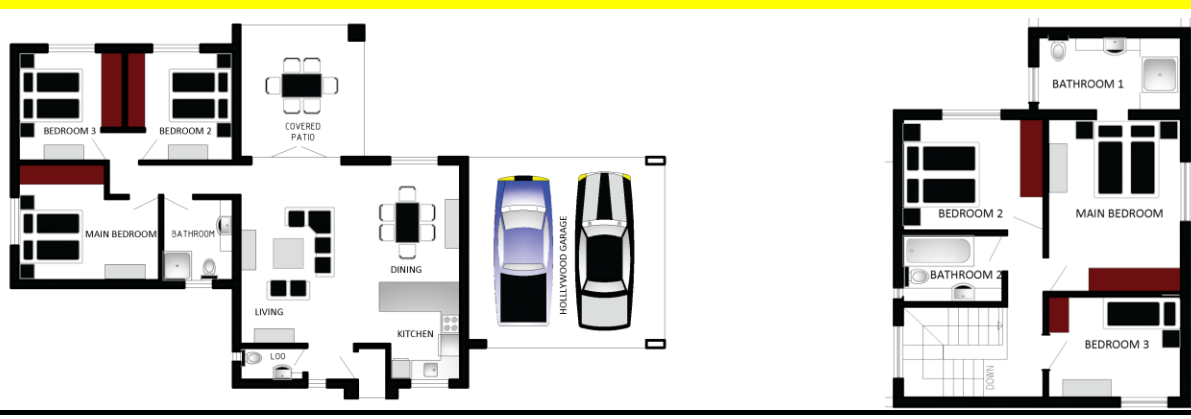 BEDROOM 3
BEDROOM 2
COVERED
PATIO
MAIN BEDROOM
BATHROOM
DINING
LIVING
KITCHEN
LOO
HOLLYWOOD GARAGE
BATHROOM 1
BEDROOM 2
MAIN BEDROOM
BATHROOM 2
BEDROOM 3
DOWN